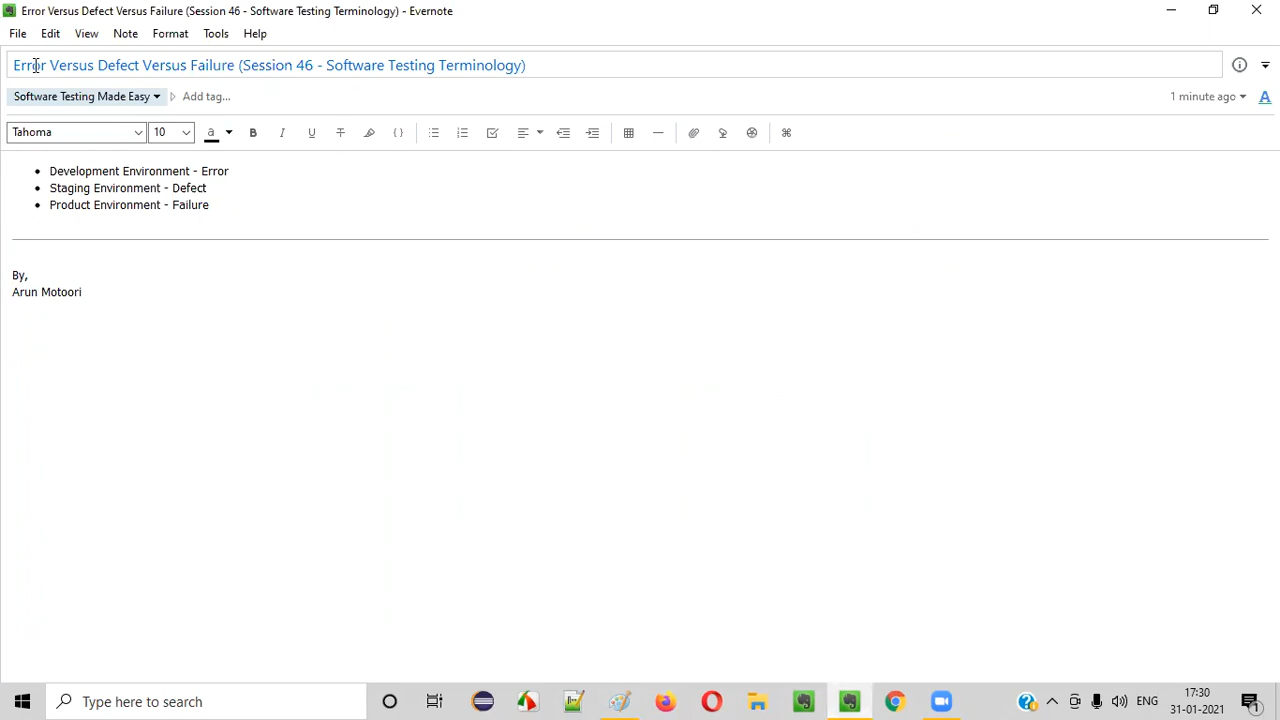 Error Versus Defect Versus Failure (Session 46 - Software Testing Terminology) - Evernote
File Edit View Note Format Tools Help
Error Versus Defect Versus Failure (Session 46 - Software Testing Terminology)
Software Testing Made Easy Add tag... 1 minute ago
Tahoma 10
Development Environment - Error
Staging Environment - Defect
Product Environment - Failure
By,
Arun Motoori
Type here to search ENG 17:30
31-01-2021